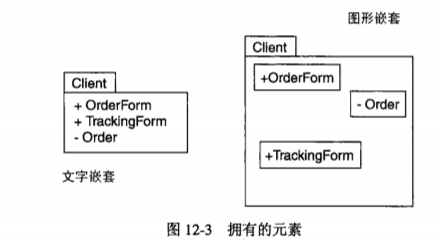 图形嵌套
Client
+ OrderForm
+ TrackingForm
- Order
文字嵌套
Client
+OrderForm
- Order
+TrackingForm
图 12-3 拥有的元素